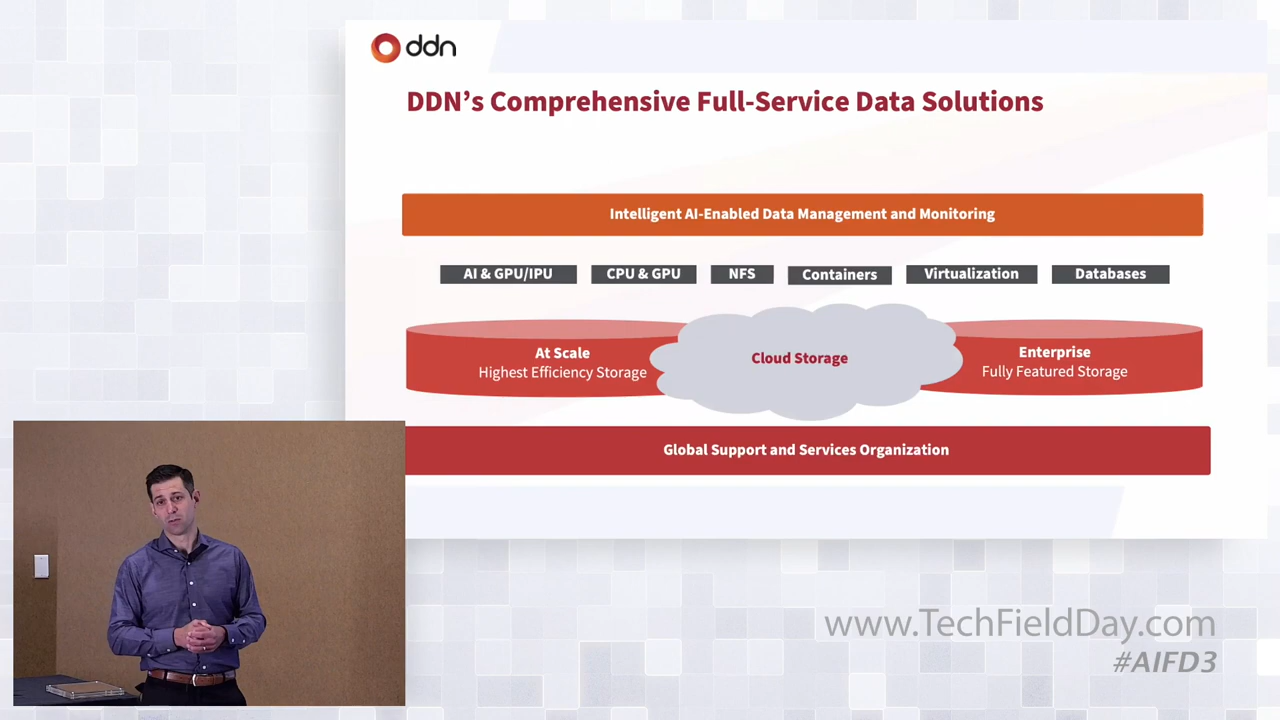 ddn
DDN’s Comprehensive Full-Service Data Solutions
Intelligent AI-Enabled Data Management and Monitoring
AI & GPU/IPU
CPU & GPU
NFS
Containers
Virtualization
Databases
At Scale
Highest Efficiency Storage
Cloud Storage
Enterprise
Fully Featured Storage
Global Support and Services Organization
www.TechFieldDay.com
#AIFD3